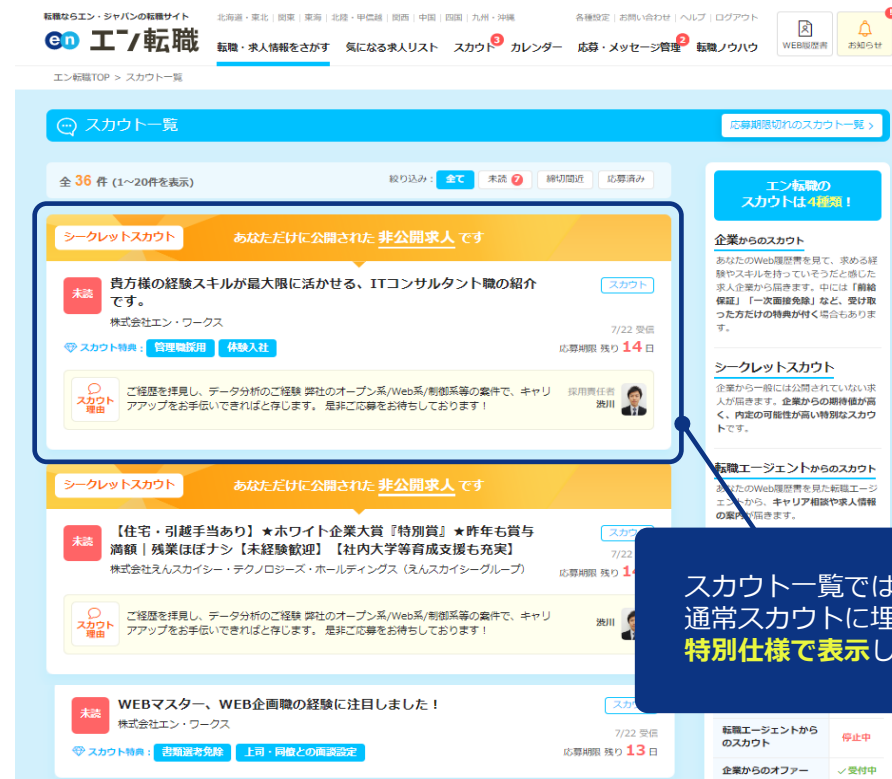 転職ならエン・ジャパンの転職サイト
北海道・東北｜関東｜東海｜北陸・甲信越｜関西｜中国｜四国｜九州・沖縄
各種設定｜お問い合わせ｜ヘルプ｜ログアウト
en エン転職
転職・求人情報をさがす 気になる求人リスト スカウト 3 カレンダー 応募・メッセージ管理 2 転職ノウハウ
WEB履歴書
お知らせ
エン転職TOP > スカウト一覧
スカウト一覧
応募期限切れのスカウト一覧 >
全 36 件 (1～20件を表示)
絞り込み : 全て 未読 7 締切間近 応募済み
シークレットスカウト
あなただけに公開された 非公開求人 です
未読
貴方様の経験スキルが最大限に活かせる、ITコンサルタント職の紹介
です。
スカウト
株式会社エン・ワークス
7/22 受信
スカウト特典 : 管理職採用 体験入社
応募期限 残り 14 日
スカウト
理由
ご経歴を拝見し、データ分析のご経験 弊社のオープン系/Web系/制御系等の案件で、キャリ
アアップをお手伝いできればと存じます。 是非ご応募をお待ちしております！
採用責任者
渋川
シークレットスカウト
あなただけに公開された 非公開求人 です
未読
【住宅・引越手当あり】★ホワイト企業大賞『特別賞』★昨年も賞与
満額｜残業ほぼナシ【未経験歓迎】【社内大学等育成支援も充実】
スカウ
株式会社えんスカイシー・テクノロジーズ・ホールディングス（えんスカイシーグループ）
7/22
応募期限 残り 1
スカウト
理由
ご経歴を拝見し、データ分析のご経験 弊社のオープン系/Web系/制御系等の案件で、キャリ
アアップをお手伝いできればと存じます。 是非ご応募をお待ちしております！
渋川
未読
WEBマスター、WEB企画職の経験に注目しました！
スカ
株式会社エン・ワークス
7/22 受信
スカウト特典 : 書類選考免除 上司・同僚との面談設定
応募期限 残り 13 日
エン転職の
スカウトは4種類！
企業からのスカウト
あなたのWeb履歴書を見て、求める経
験やスキルを持っていそうだと感じた
求人企業から届きます。中には「前給
保証」「一次面接免除」など、受け取
った方だけの特典が付く場合もありま
す。
シークレットスカウト
企業から一般には公開されていない求
人が届きます。企業からの期待値が高
く、内定の可能性が高い特別なスカウ
トです。
転職エージェントからのスカウト
あなたのWeb履歴書を見た転職エージ
ェントから、キャリア相談や求人情報
の案内が届きます。
スカウト一覧では
通常スカウトに埋
特別仕様で表示し
転職エージェントから
のスカウト
停止中
企業からのオファー
✓受付中